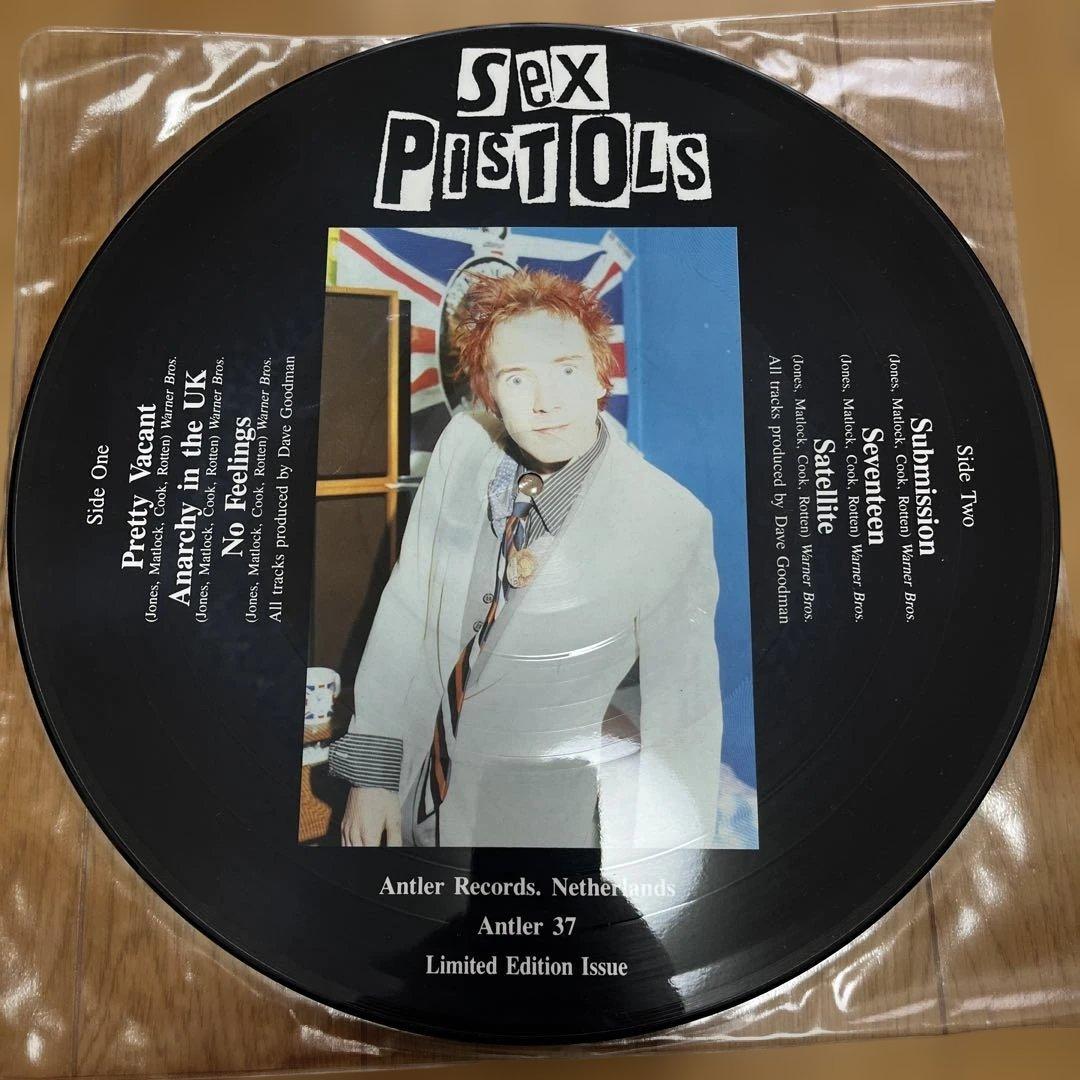 SEX
PISTOLS
Side One
Pretty Vacant
(Jones, Matlock, Cook, Rotten) Warner Bros.
Anarchy in the UK
(Jones, Matlock, Cook, Rotten) Warner Bros.
No Feelings
(Jones, Matlock, Cook, Rotten) Warner Bros.
All tracks produced by Dave Goodman
Side Two
Submission
(Jones, Matlock, Cook, Rotten) Warner Bros.
Seventeen
(Jones, Matlock, Cook, Rotten) Warner Bros.
Satellite
(Jones, Matlock, Cook, Rotten) Warner Bros.
All tracks produced by Dave Goodman
Antler Records. Netherlands
Antler 37
Limited Edition Issue